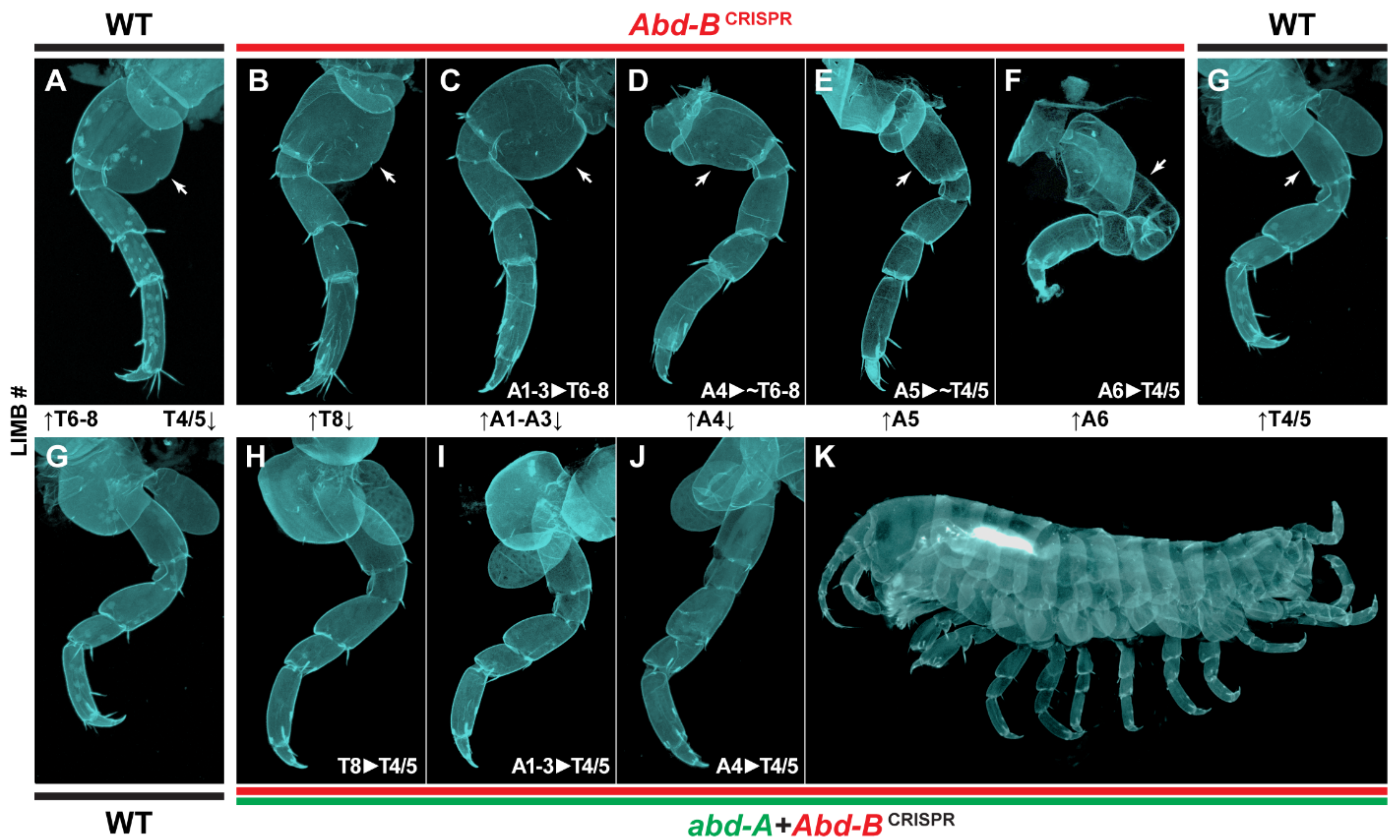 WT Abd-B CRISPR WT
A B C D E F G
A1-3►T6-8 A4►~T6-8 A5►~T4/5 A6►T4/5
LIMB #
↑T6-8 T4/5↓ ↑T8↓ ↑A1-A3↓ ↑A4↓ ↑A5 ↑A6 ↑T4/5
G H I J K
T8►T4/5 A1-3►T4/5 A4►T4/5
WT abd-A+Abd-B CRISPR